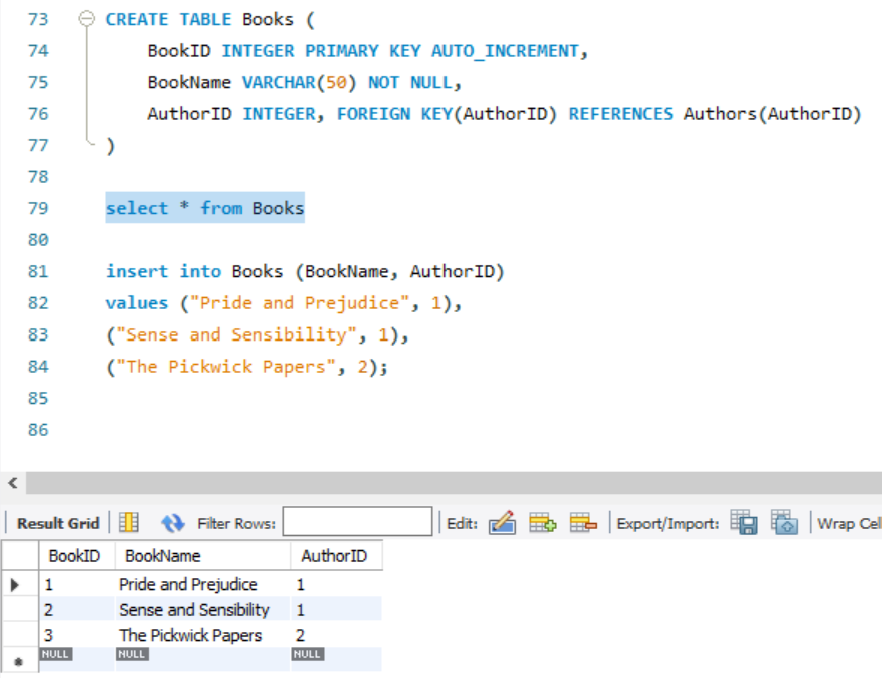 73 CREATE TABLE Books (
74 BookID INTEGER PRIMARY KEY AUTO_INCREMENT,
75 BookName VARCHAR(50) NOT NULL,
76 AuthorID INTEGER, FOREIGN KEY(AuthorID) REFERENCES Authors(AuthorID)
77 )
78
79 select * from Books
80
81 insert into Books (BookName, AuthorID)
82 values ("Pride and Prejudice", 1),
83 ("Sense and Sensibility", 1),
84 ("The Pickwick Papers", 2);
85
86
Result Grid Filter Rows: Edit: Export/Import: Wrap Cel
BookID BookName AuthorID
1 Pride and Prejudice 1
2 Sense and Sensibility 1
3 The Pickwick Papers 2
NULL NULL NULL